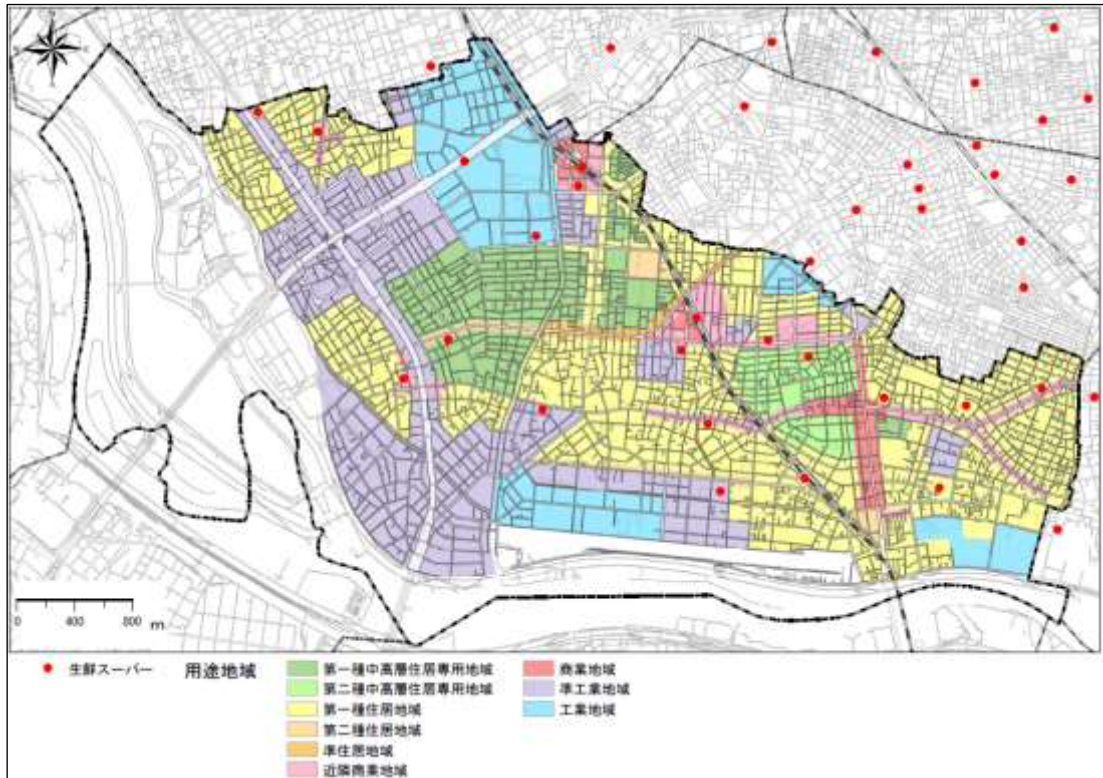 0 400 800 m
生鮮スーパー
用途地域
第一種中高層住居専用地域
第二種中高層住居専用地域
第一種住居地域
第二種住居地域
準住居地域
近隣商業地域
商業地域
準工業地域
工業地域